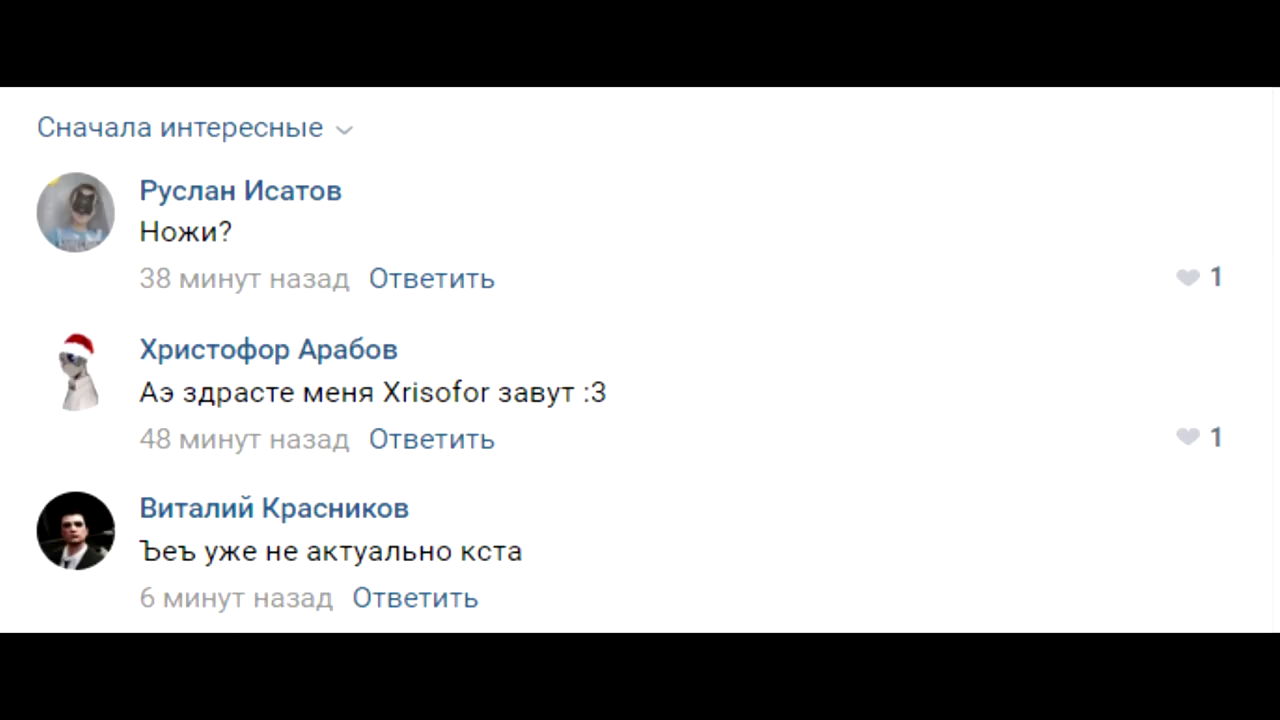 Сначала интересные
Руслан Исатов
Ножи?
38 минут назад Ответить
1
Христофор Арабов
Аэ здрасте меня Xrisofor завут :3
48 минут назад Ответить
1
Виталий Красников
Ъеъ уже не актуально кста
6 минут назад Ответить